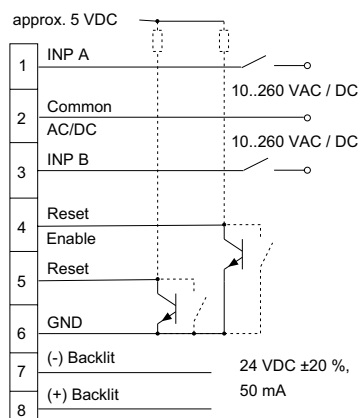 approx. 5 VDC
1 INP A
10..260 VAC / DC
2 Common
AC/DC
10..260 VAC / DC
3 INP B
4 Reset
Enable
5 Reset
6 GND
7 (-) Backlit
24 VDC ±20 %,
50 mA
8 (+) Backlit